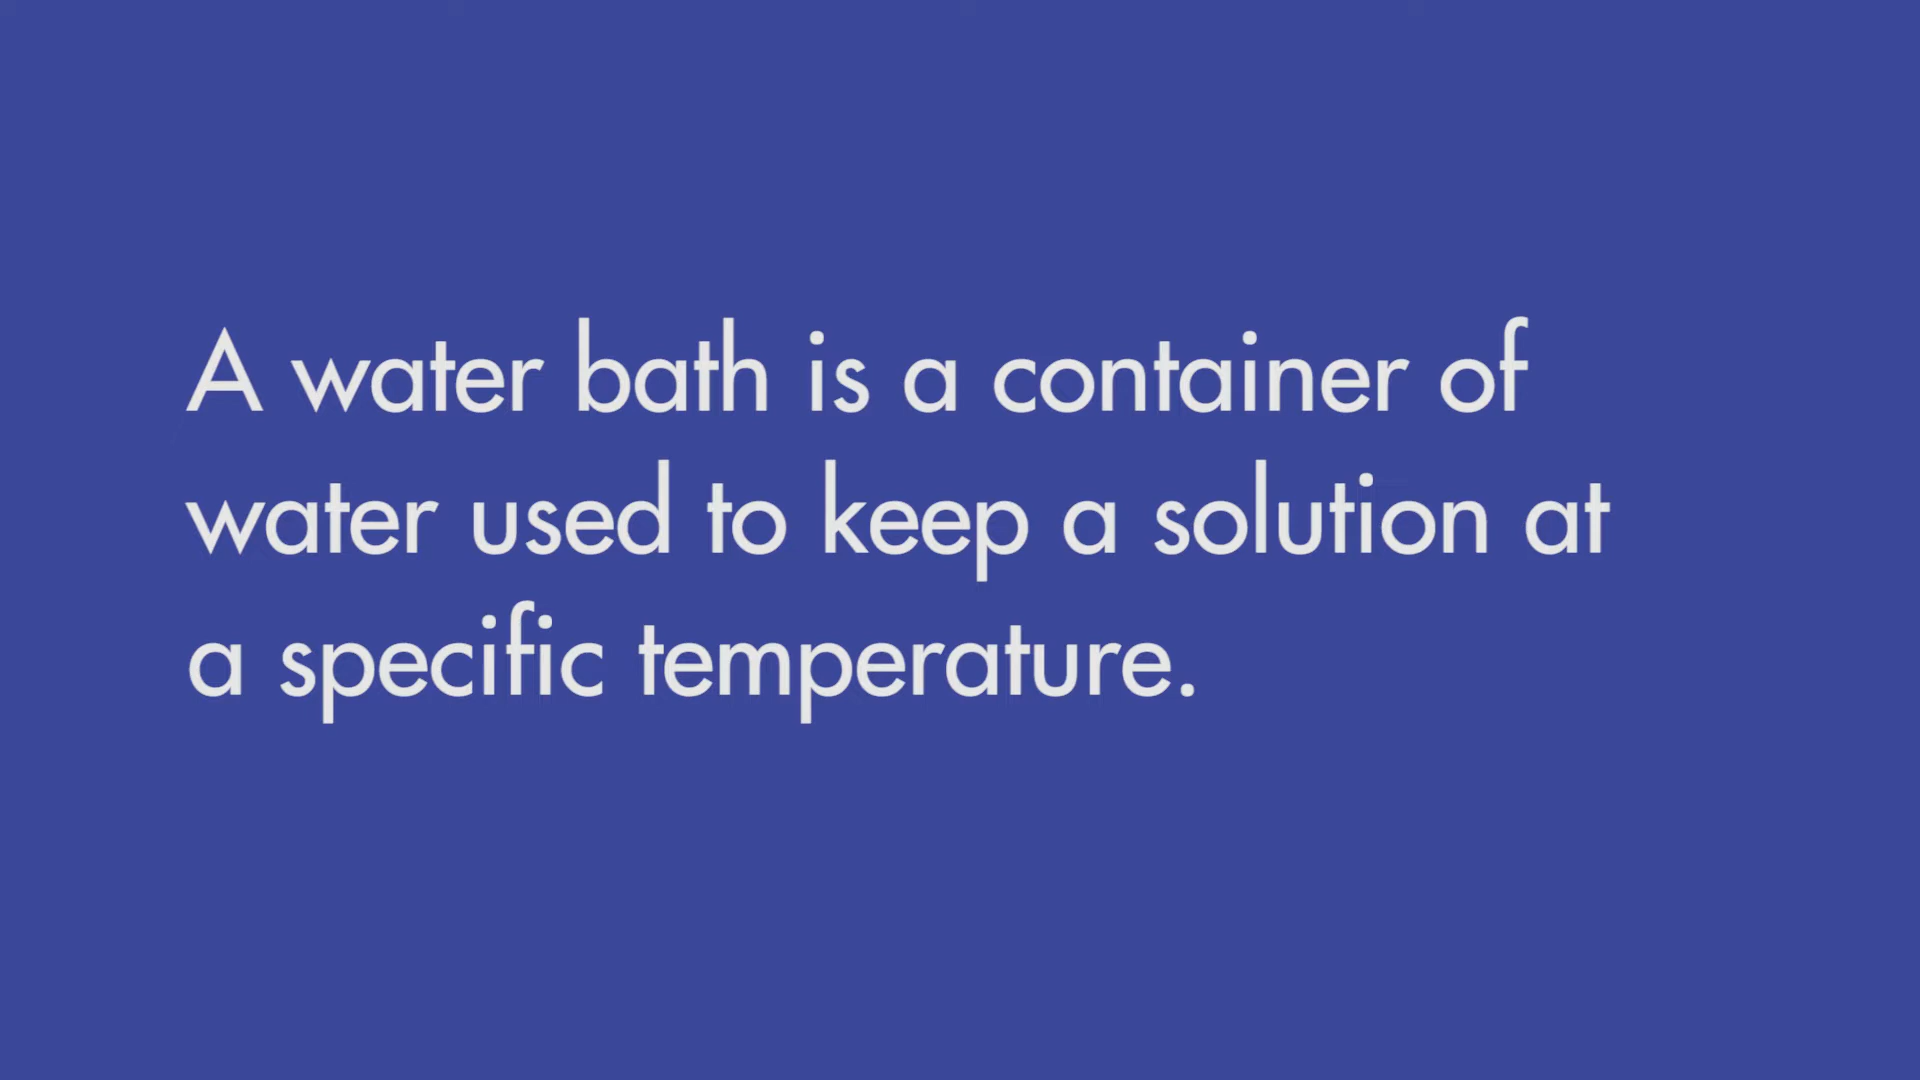 A water bath is a container of
water used to keep a solution at
a specific temperature.